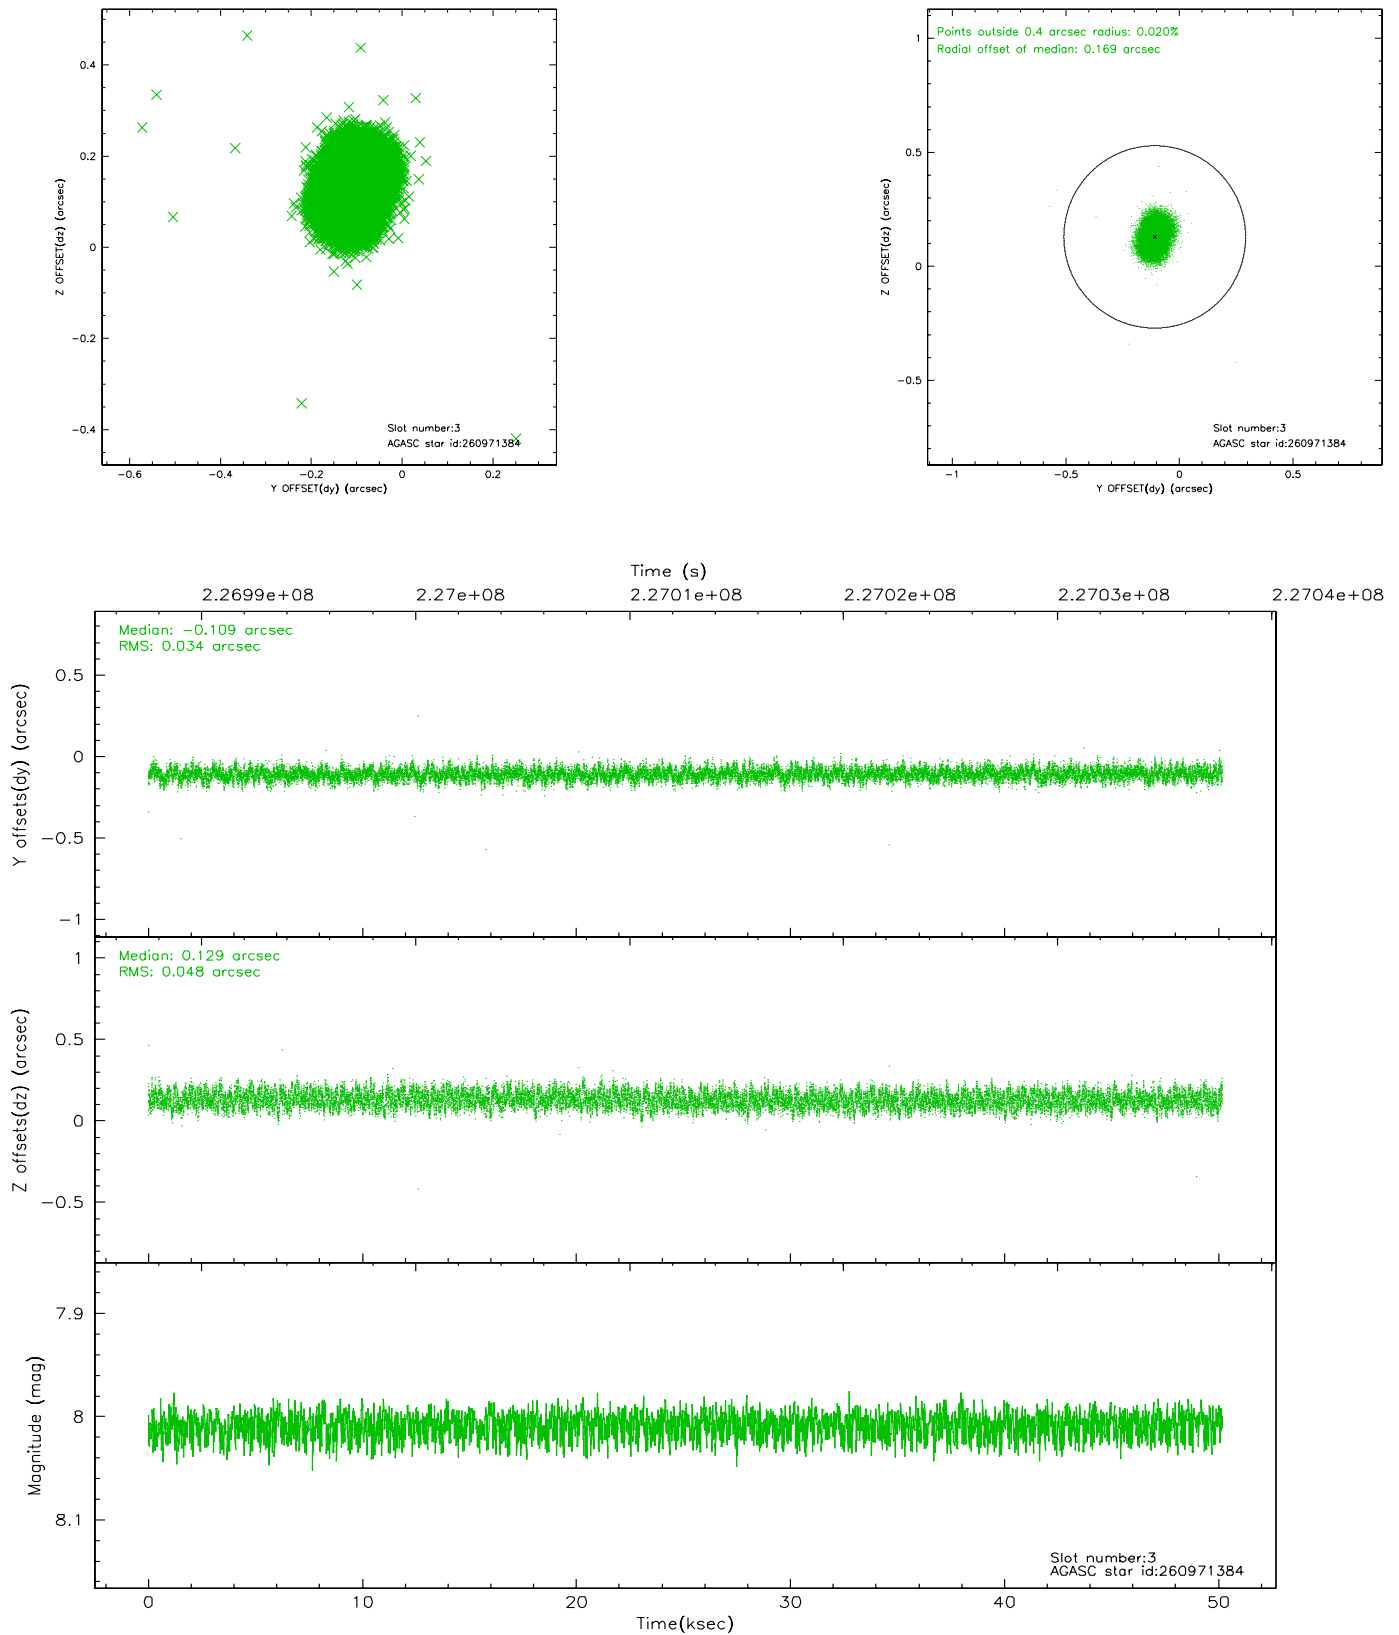 0.4
0.2
0
-0.2
-0.4
Z OFFSET(dz) (arcsec)
Slot number:3
AGASC star id:260971384
-0.6 -0.4 -0.2 0 0.2
Y OFFSET(dy) (arcsec)
Points outside 0.4 arcsec radius: 0.020%
Radial offset of median: 0.169 arcsec
1
0.5
0
-0.5
Z OFFSET(dz) (arcsec)
Slot number:3
AGASC star id:260971384
-1 -0.5 0 0.5
Y OFFSET(dy) (arcsec)
Time (s)
2.2699e+08 2.27e+08 2.2701e+08 2.2702e+08 2.2703e+08 2.2704e+08
Median: -0.109 arcsec
RMS: 0.034 arcsec
0.5
0
-0.5
-1
Y offsets(dy) (arcsec)
Median: 0.129 arcsec
RMS: 0.048 arcsec
1
0.5
0
-0.5
Z offsets(dz) (arcsec)
7.9
8
8.1
Magnitude (mag)
Slot number:3
AGASC star id:260971384
0 10 20 30 40 50
Time(ksec)